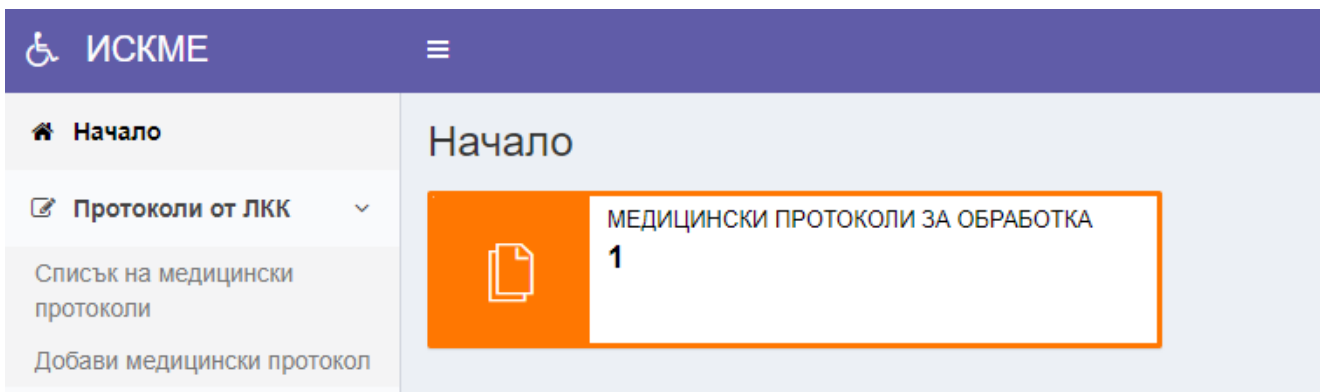 ИСКМЕ
Начало
Протоколи от ЛКК
Списък на медицински
протоколи
Добави медицински протокол
Начало
МЕДИЦИНСКИ ПРОТОКОЛИ ЗА ОБРАБОТКА
1